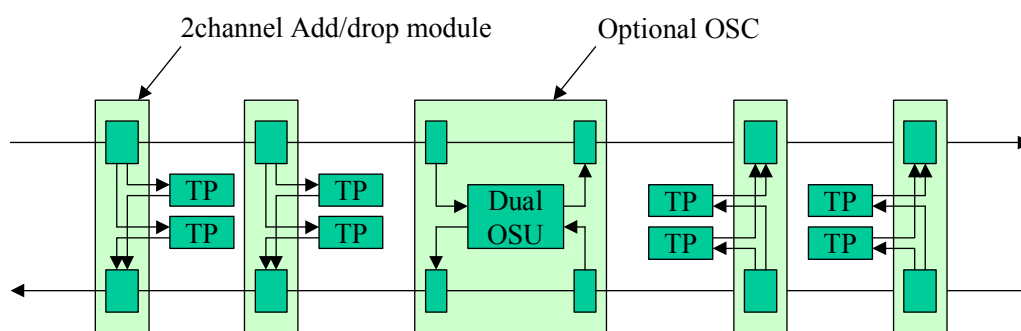 2channel Add/drop module
Optional OSC
TP
TP
TP
TP
Dual
OSU
TP
TP
TP
TP